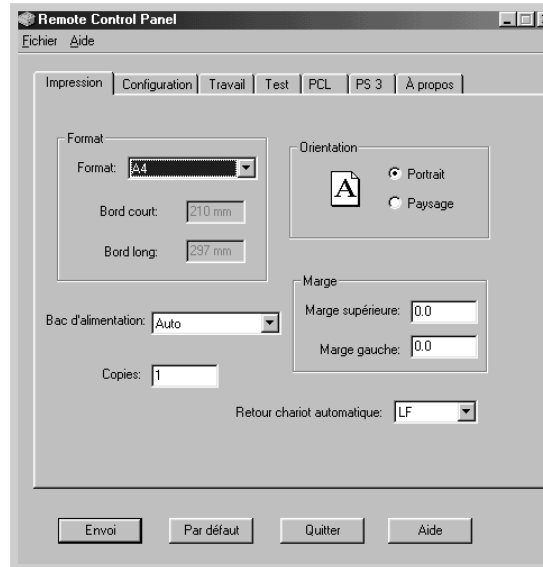 Remote Control Panel
Fichier Aide
Impression Configuration Travail Test PCL PS 3 À propos
Format
Format: A4
Bord court: 210 mm
Bord long: 297 mm
Orientation
A
Portrait
Paysage
Bac d'alimentation: Auto
Copies: 1
Marge
Marge supérieure: 0.0
Marge gauche: 0.0
Retour chariot automatique: LF
Envoi Par défaut Quitter Aide